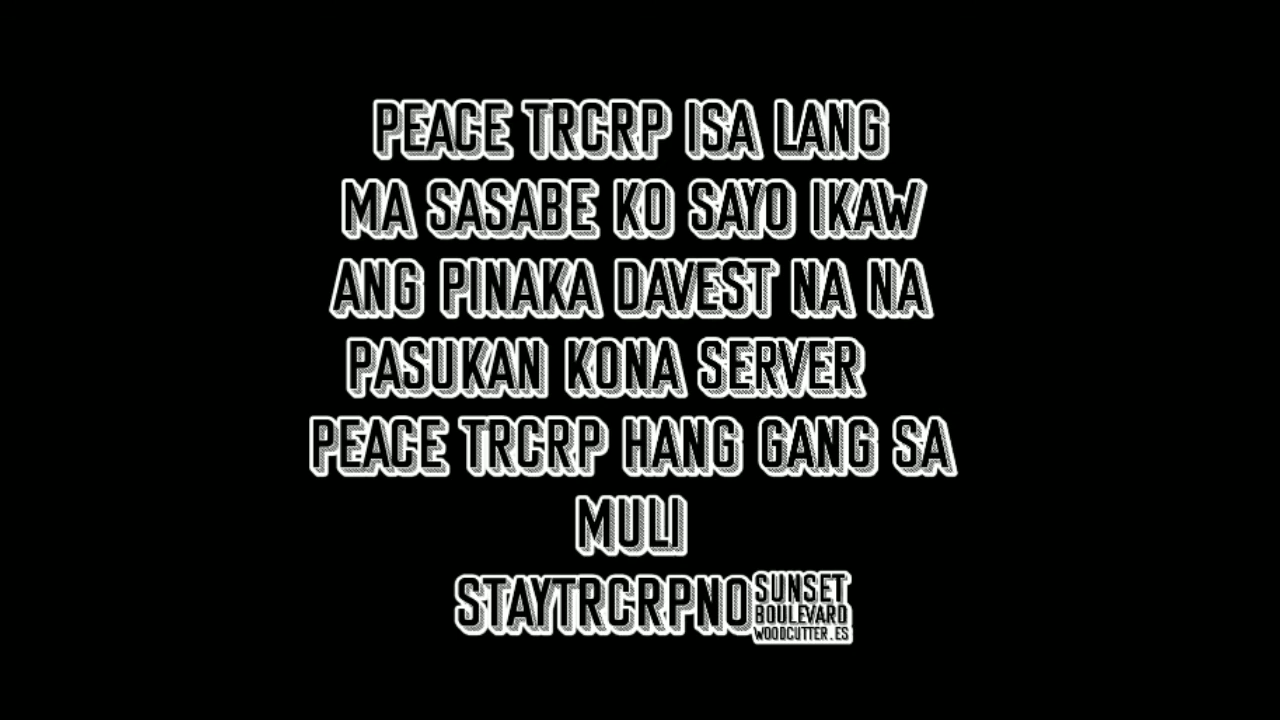 PEACE TRCRP ISA LANG
MA SASABE KO SAYO IKAW
ANG PINAKA DAVEST NA NA
PASUKAN KONA SERVER
PEACE TRCRP HANG GANG SA
MULI
STAYTRCRPNO SUNSET BOULEVARD WOODCUTTER.ES